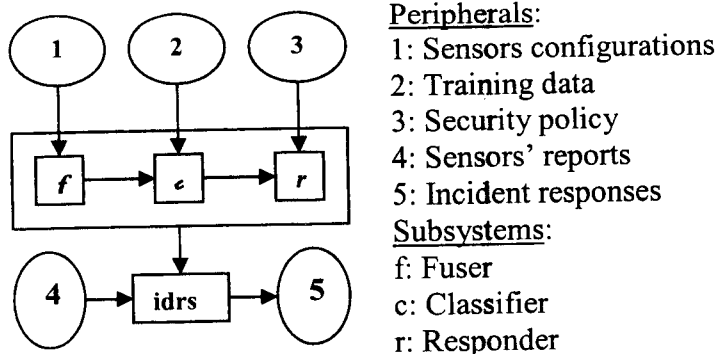 1
2
3
f
c
r
4
idrs
5
Peripherals:
1: Sensors configurations
2: Training data
3: Security policy
4: Sensors' reports
5: Incident responses
Subsystems:
f: Fuser
c: Classifier
r: Responder